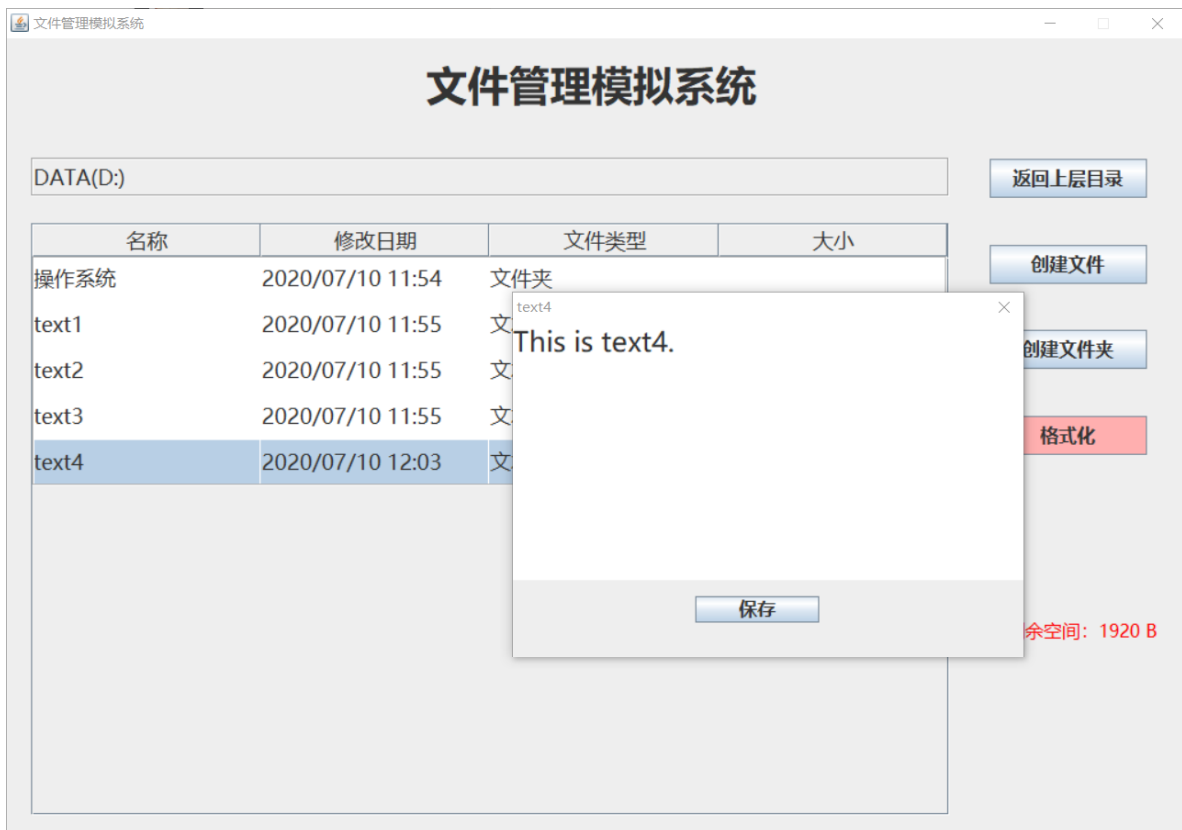 文件管理模拟系统
文件管理模拟系统
DATA(D:)
返回上层目录
名称 修改日期 文件类型 大小
创建文件
操作系统 2020/07/10 11:54 文件夹
text1 2020/07/10 11:55 文
text2 2020/07/10 11:55 文
text3 2020/07/10 11:55 文
text4 2020/07/10 12:03 文
text4
This is text4.
保存
创建文件夹
格式化
余空间：1920 B